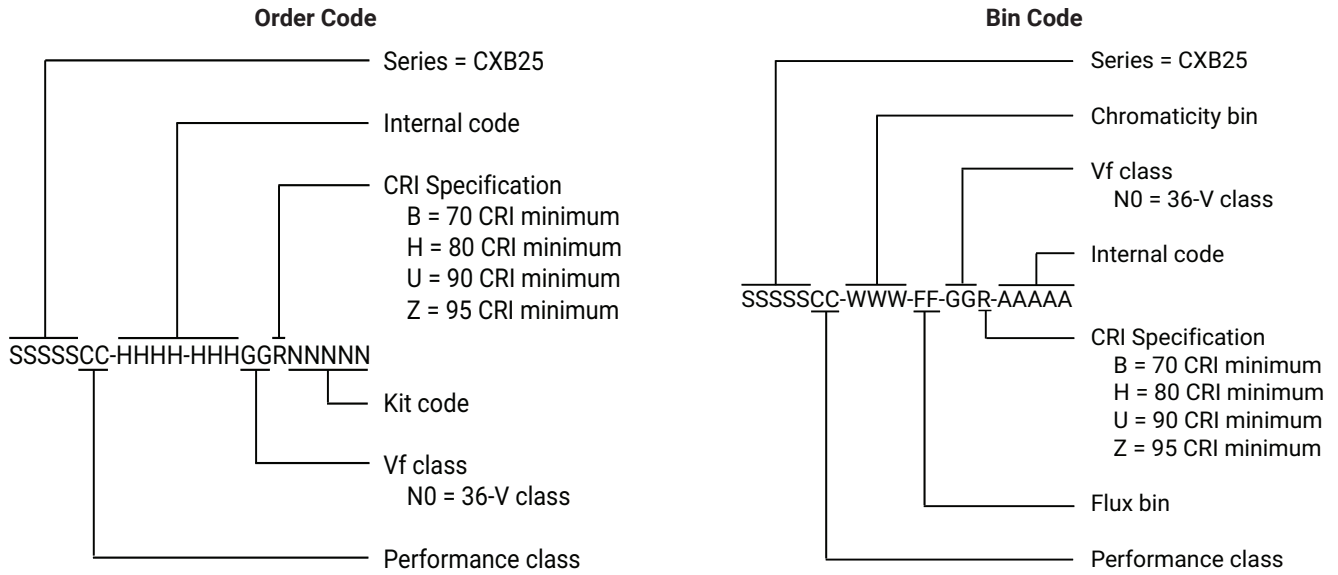 Order Code
Series = CXB25
Internal code
CRI Specification
B = 70 CRI minimum
H = 80 CRI minimum
U = 90 CRI minimum
Z = 95 CRI minimum
SSSSSCC-HHHH-HHHGGRNNNNN
Kit code
Vf class
N0 = 36-V class
Performance class
Bin Code
Series = CXB25
Chromaticity bin
Vf class
N0 = 36-V class
Internal code
SSSSSCC-WWW-FF-GGR-AAAAA
CRI Specification
B = 70 CRI minimum
H = 80 CRI minimum
U = 90 CRI minimum
Z = 95 CRI minimum
Flux bin
Performance class